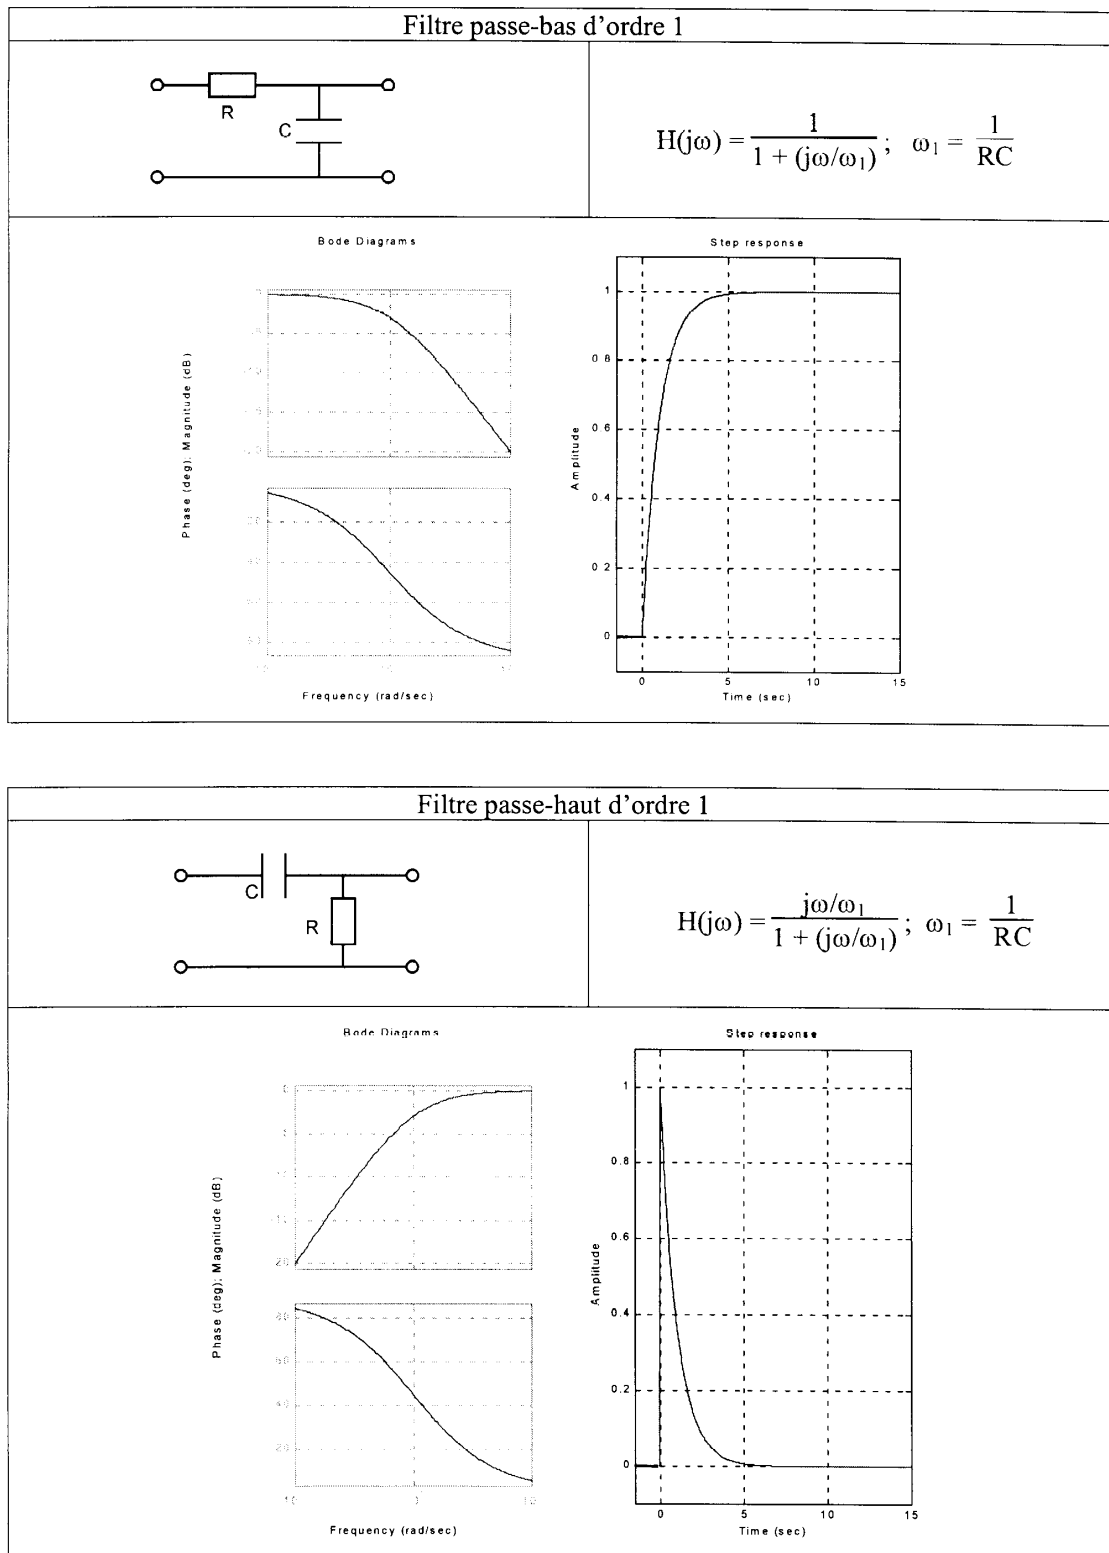 Filtre passe-bas d'ordre 1
R
C
H(jω) = 1 / 1 + (jω/ω₁) ; ω₁ = 1 / RC
Bode Diagrams
Phase (deg); Magnitude (dB)
Frequency (rad/sec)
Step response
Amplitude
1
0.8
0.6
0.4
0.2
0
0 5 10 15
Time (sec)
Filtre passe-haut d'ordre 1
C
R
H(jω) = jω/ω₁ / 1 + (jω/ω₁) ; ω₁ = 1 / RC
Bode Diagrams
Phase (deg); Magnitude (dB)
Frequency (rad/sec)
Step response
Amplitude
1
0.8
0.6
0.4
0.2
0
0 5 10 15
Time (sec)